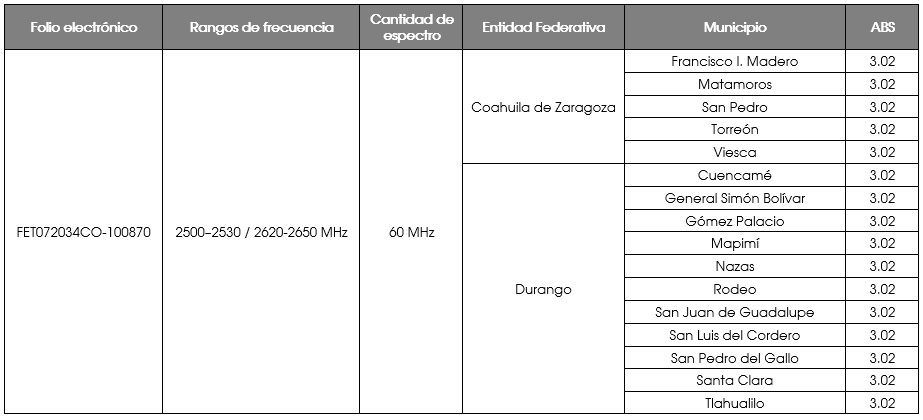 Folio electrónico Rangos de frecuencia Cantidad de espectro Entidad Federativa Municipio ABS
Francisco I. Madero 3.02
Matamoros 3.02
Coahuila de Zaragoza San Pedro 3.02
Torreón 3.02
Viesca 3.02
Cuencamé 3.02
General Simón Bolívar 3.02
Gómez Palacio 3.02
FET072034CO-100870 2500–2530 / 2620-2650 MHz 60 MHz Mapimí 3.02
Nazas 3.02
Durango Rodeo 3.02
San Juan de Guadalupe 3.02
San Luis del Cordero 3.02
San Pedro del Gallo 3.02
Santa Clara 3.02
Tlahualilo 3.02